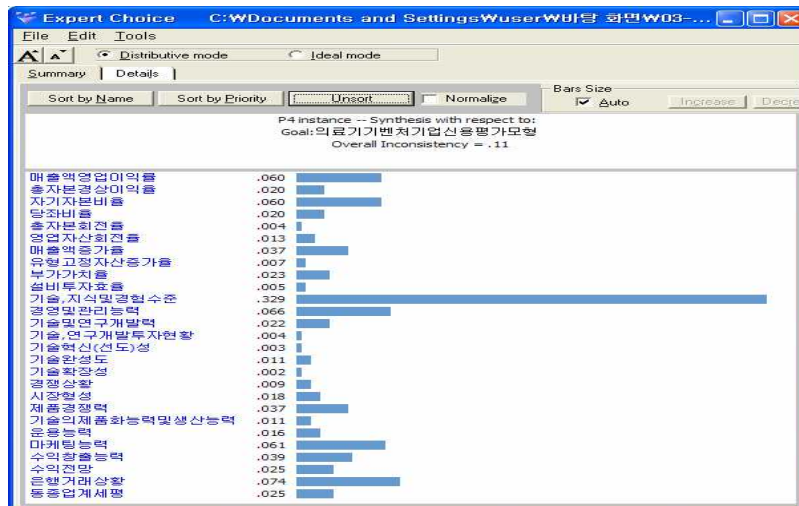 Expert Choice C:₩Documents and Settings₩user₩바탕 화면₩03-...
File Edit Tools
A A Distributive mode Ideal mode
Summary Details
Sort by Name Sort by Priority Unsort Normalize Bars Size Auto Increase Decre
P4 instance -- Synthesis with respect to:
Goal:의료기기벤처기업신용평가모형
Overall Inconsistency = .11
매출액영업이익률 .060
총자본경상이익율 .020
자기자본비율 .060
당좌비율 .020
총자본회전율 .004
영업자산회전률 .013
매출액증가율 .037
유형고정자산증가율 .007
부가가치율 .023
설비투자효율 .005
기술,지식및경험수준 .329
경영및관리능력 .066
기술및연구개발력 .022
기술,연구개발투자현황 .004
기술혁신(선도)성 .003
기술완성도 .011
기술확장성 .002
경쟁상황 .009
시장형성 .018
제품경쟁력 .037
기술의제품화능력및생산능력 .011
운용능력 .016
마케팅능력 .061
수익창출능력 .039
수익전망 .025
은행거래상황 .074
동종업계세평 .025